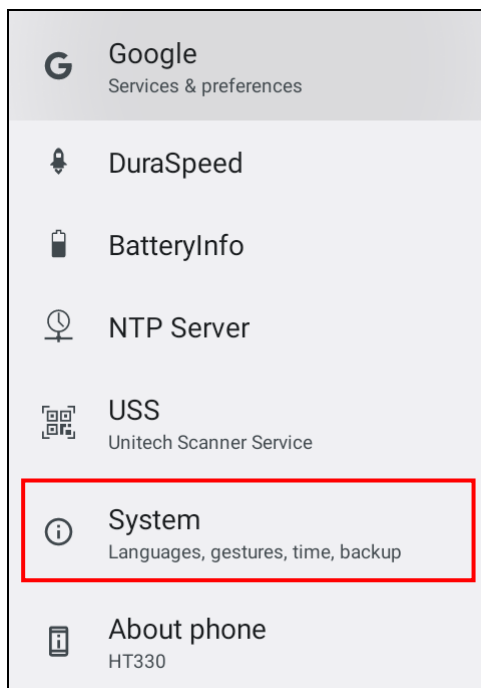 Google
Services & preferences
DuraSpeed
BatteryInfo
NTP Server
USS
Unitech Scanner Service
System
Languages, gestures, time, backup
About phone
HT330